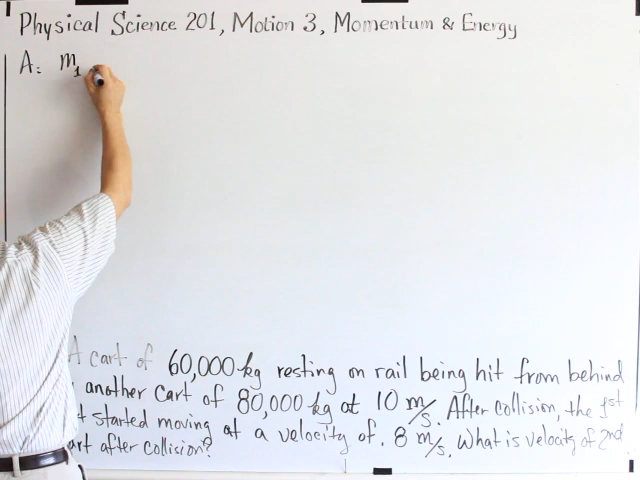 Physical Science 201, Motion 3, Momentum & Energy
A: m1
A cart of 60,000 kg resting on rail being hit from behind
another cart of 80,000 kg at 10 m/s. After collision, the 1st
started moving at a velocity of. 8 m/s. What is velocity of 2nd
after collision?